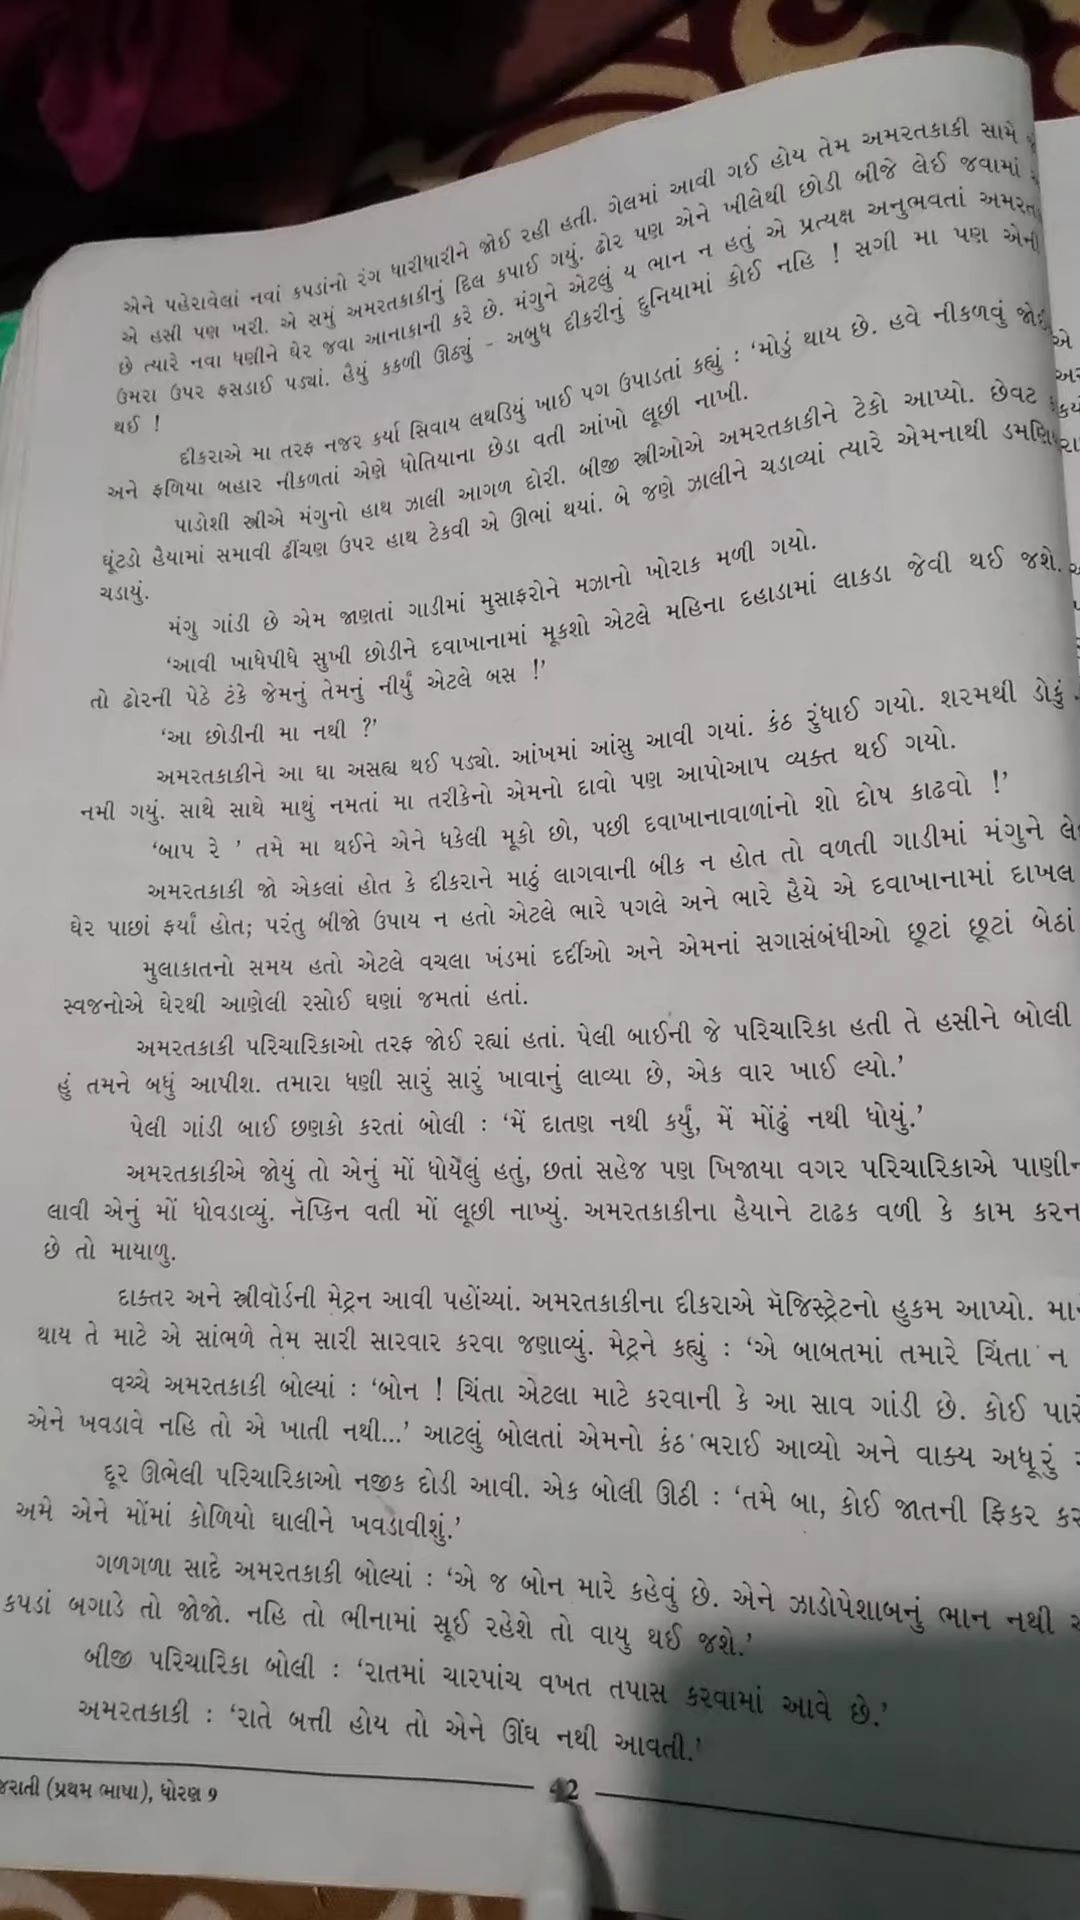 એને પહેરાવેલાં નવાં કપડાંનો રંગ ધારીધારીને જોઈ રહી હતી. ગેલમાં આવી ગઈ હોય તેમ અમરતકાકી સામે
એ હસી પણ ખરી. એ સમું અમરતકાકીનું દિલ કપાઈ ગયું. ઢોર પણ એને ખીલેથી છોડી બીજે લેઈ જવામાં
છે ત્યારે નવા ધણીને ઘેર જવા આનાકાની કરે છે. મંગુને એટલું ય ભાન ન હતું એ પ્રત્યક્ષ અનુભવતાં અમરત
ઉમરા ઉપર ફસડાઈ પડ્યાં. હૈયું કકળી ઊઠ્યું - અબુધ દીકરીનું દુનિયામાં કોઈ નહિ ! સગી મા પણ એની
થઈ !
દીકરાએ મા તરફ નજર કર્યા સિવાય લથડિયું ખાઈ પગ ઉપાડતાં કહ્યું : ‘મોડું થાય છે. હવે નીકળવું
અને ફળિયા બહાર નીકળતાં એણે ધોતિયાના છેડા વતી આંખો લૂછી નાખી.
પાડોશી સ્ત્રીએ મંગુનો હાથ ઝાલી આગળ દોરી. બીજી સ્ત્રીઓએ અમરતકાકીને ટેકો આપ્યો. છેવટ
ઘૂંટડો હૈયામાં સમાવી ઢીંચણ ઉપર હાથ ટેકવી એ ઊભાં થયાં. બે જણે ઝાલીને ચડાવ્યાં ત્યારે એમનાથી ડમણિ
ચડાયું.
મંગુ ગાંડી છે એમ જાણતાં ગાડીમાં મુસાફરોને મઝાનો ખોરાક મળી ગયો.
‘આવી ખાધેપીધે સુખી છોડીને દવાખાનામાં મૂકશો એટલે મહિના દહાડામાં લાકડા જેવી થઈ જશે.
તો ઢોરની પેઠે ટંકે જેમનું તેમનું નીર્યું એટલે બસ !’
‘આ છોડીની મા નથી ?’
અમરતકાકીને આ ઘા અસહ્ય થઈ પડ્યો. આંખમાં આંસુ આવી ગયાં. કંઠ રુંધાઈ ગયો. શરમથી ડોકું
નમી ગયું. સાથે સાથે માથું નમતાં મા તરીકેનો એમનો દાવો પણ આપોઆપ વ્યક્ત થઈ ગયો.
‘બાપ રે ’ તમે મા થઈને એને ધકેલી મૂકો છો, પછી દવાખાનાવાળાંનો શો દોષ કાઢવો !’
અમરતકાકી જો એકલાં હોત કે દીકરાને માઠું લાગવાની બીક ન હોત તો વળતી ગાડીમાં મંગુને
ઘેર પાછાં ફર્યાં હોત; પરંતુ બીજો ઉપાય ન હતો એટલે ભારે પગલે અને ભારે હૈયે એ દવાખાનામાં દાખલ
મુલાકાતનો સમય હતો એટલે વચલા ખંડમાં દર્દીઓ અને એમનાં સગાસંબંધીઓ છૂટાં છૂટાં બેઠાં
સ્વજનોએ ઘેરથી આણેલી રસોઈ ઘણાં જમતાં હતાં.
અમરતકાકી પરિચારિકાઓ તરફ જોઈ રહ્યાં હતાં. પેલી બાઈની જે પરિચારિકા હતી તે હસીને બોલી
હું તમને બધું આપીશ. તમારા ધણી સારું સારું ખાવાનું લાવ્યા છે, એક વાર ખાઈ લ્યો.’
પેલી ગાંડી બાઈ છણકો કરતાં બોલી : ‘મેં દાતણ નથી કર્યું, મેં મોંઢું નથી ધોયું.’
અમરતકાકીએ જોયું તો એનું મોં ધોયેલું હતું, છતાં સહેજ પણ ખિજાયા વગર પરિચારિકાએ પાણીન
લાવી એનું મોં ધોવડાવ્યું. નૅપ્કિન વતી મોં લૂછી નાખ્યું. અમરતકાકીના હૈયાને ટાઢક વળી કે કામ કરન
છે તો માયાળુ.
દાક્તર અને સ્ત્રીવૉર્ડની મેટ્રન આવી પહોંચ્યાં. અમરતકાકીના દીકરાએ મૅજિસ્ટ્રેટનો હુકમ આપ્યો.
થાય તે માટે એ સાંભળે તેમ સારી સારવાર કરવા જણાવ્યું. મેટ્રને કહ્યું : ‘એ બાબતમાં તમારે ચિંતા ન
વચ્ચે અમરતકાકી બોલ્યાં : ‘બોન ! ચિંતા એટલા માટે કરવાની કે આ સાવ ગાંડી છે. કોઈ
એને ખવડાવે નહિ તો એ ખાતી નથી...’ આટલું બોલતાં એમનો કંઠ ભરાઈ આવ્યો અને વાક્ય અધૂરું
દૂર ઊભેલી પરિચારિકાઓ નજીક દોડી આવી. એક બોલી ઊઠી : ‘તમે બા, કોઈ જાતની ફિકર
અમે એને મોંમાં કોળિયો ઘાલીને ખવડાવીશું.’
ગળગળા સાદે અમરતકાકી બોલ્યાં : ‘એ જ બોન મારે કહેવું છે. એને ઝાડોપેશાબનું ભાન નથી
કપડાં બગાડે તો જોજો. નહિ તો ભીનામાં સૂઈ રહેશે તો વાયુ થઈ જશે.’
બીજી પરિચારિકા બોલી : ‘રાતમાં ચારપાંચ વખત તપાસ કરવામાં આવે છે.’
અમરતકાકી : ‘રાતે બત્તી હોય તો એને ઊંઘ નથી આવતી.’
જરાતી (પ્રથમ ભાષા), ધોરણ 9
42